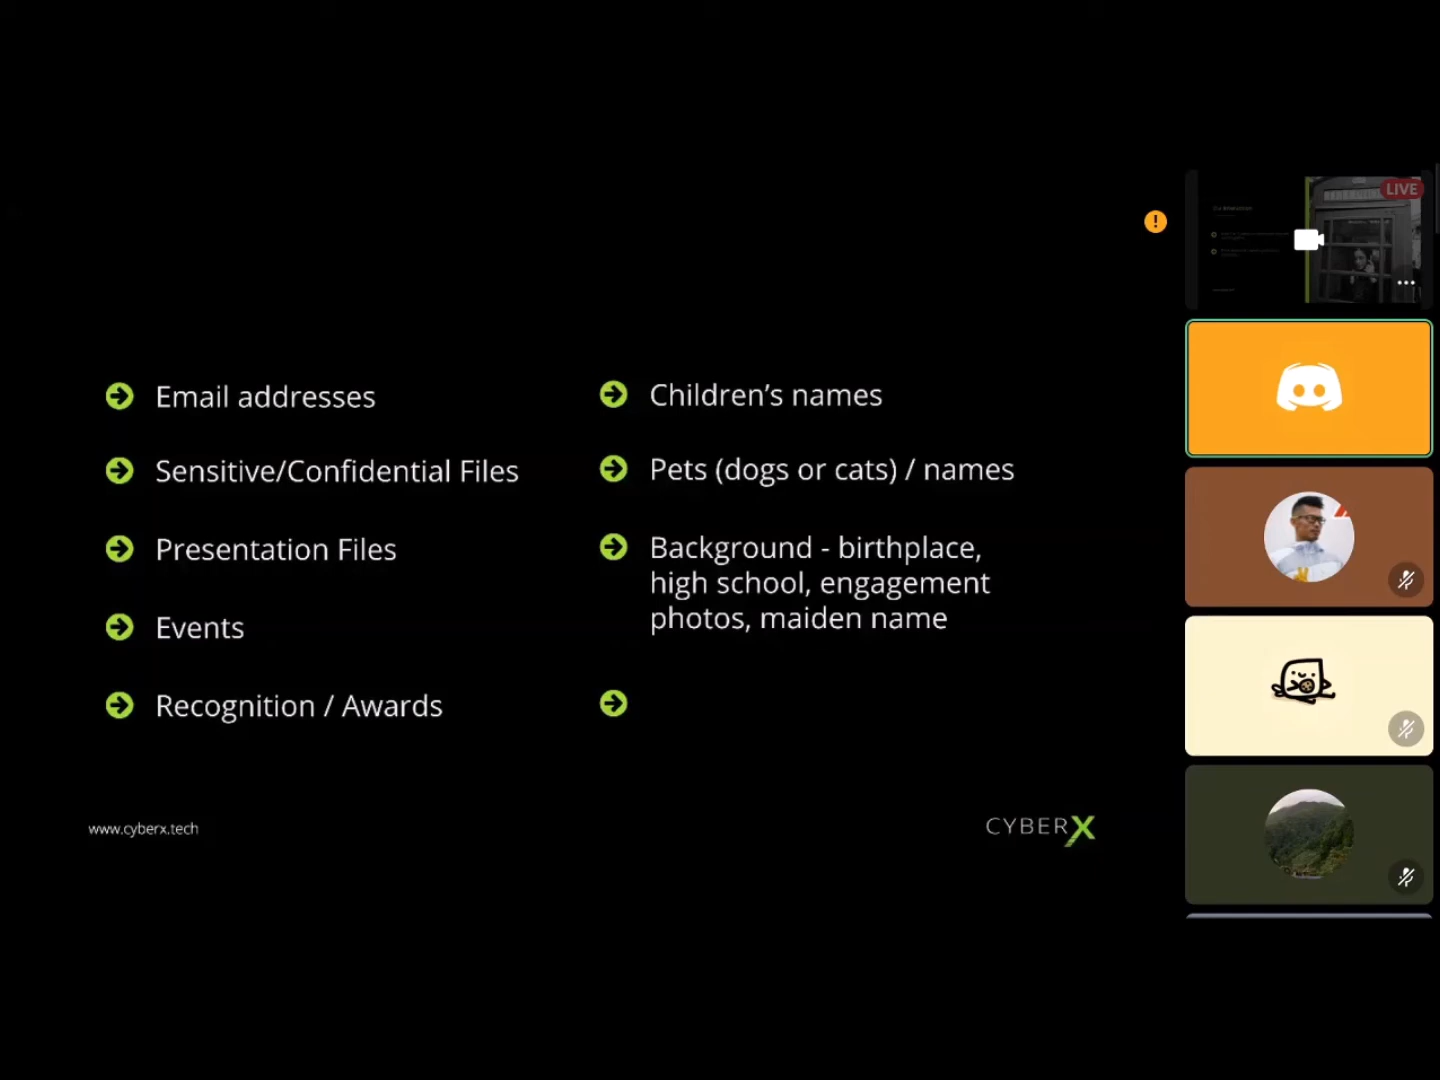 Email addresses
Sensitive/Confidential Files
Presentation Files
Events
Recognition / Awards
Children’s names
Pets (dogs or cats) / names
Background - birthplace,
high school, engagement
photos, maiden name
www.cyberx.tech
CYBERX
LIVE